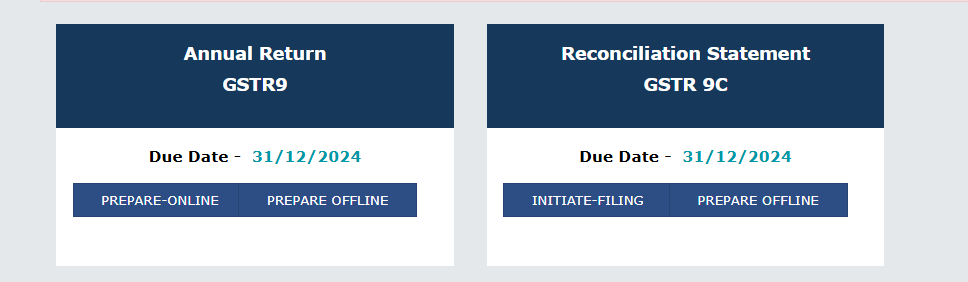 Annual Return
GSTR9
Due Date - 31/12/2024
PREPARE-ONLINE PREPARE OFFLINE
Reconciliation Statement
GSTR 9C
Due Date - 31/12/2024
INITIATE-FILING PREPARE OFFLINE